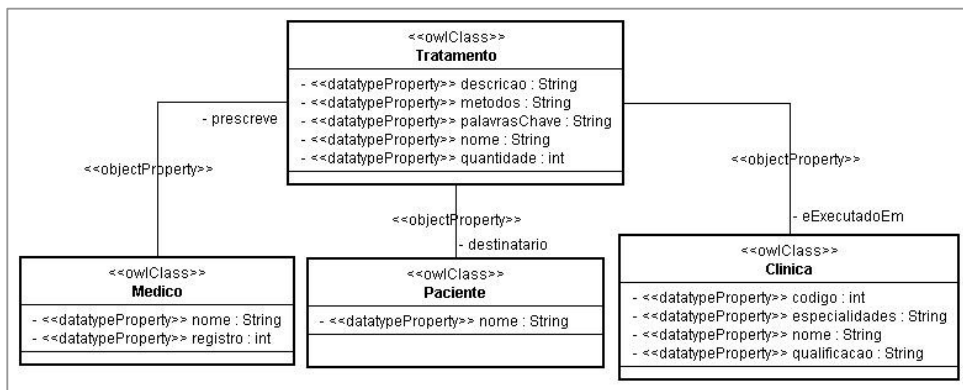 <<owlClass>>
Tratamento
- <<datatypeProperty>> descricao : String
- <<datatypeProperty>> metodos : String
- <<datatypeProperty>> palavrasChave : String
- <<datatypeProperty>> nome : String
- <<datatypeProperty>> quantidade : int
- prescreve
<<objectProperty>>
<<objectProperty>>
<<objectProperty>>
- destinatario
- eExecutadoEm
<<owlClass>>
Medico
- <<datatypeProperty>> nome : String
- <<datatypeProperty>> registro : int
<<owlClass>>
Paciente
- <<datatypeProperty>> nome : String
<<owlClass>>
Clinica
- <<datatypeProperty>> codigo : int
- <<datatypeProperty>> especialidades : String
- <<datatypeProperty>> nome : String
- <<datatypeProperty>> qualificacao : String